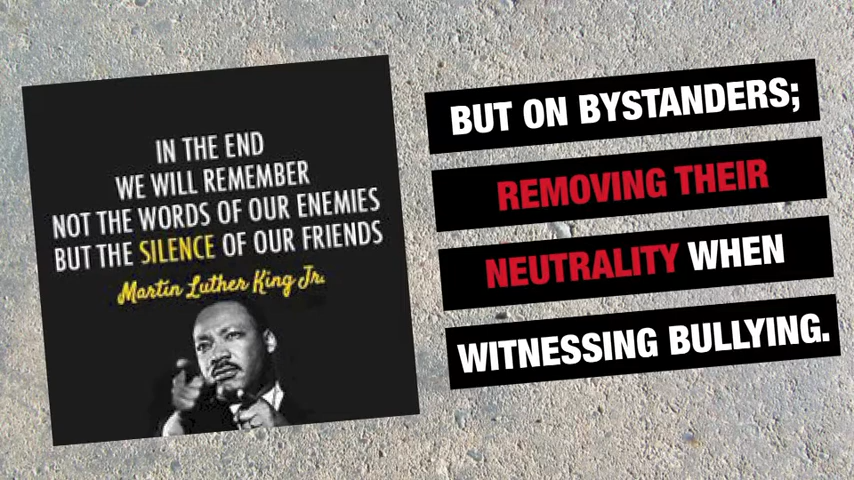 IN THE END
WE WILL REMEMBER
NOT THE WORDS OF OUR ENEMIES
BUT THE SILENCE OF OUR FRIENDS
Martin Luther King Jr.
BUT ON BYSTANDERS;
REMOVING THEIR
NEUTRALITY WHEN
WITNESSING BULLYING.